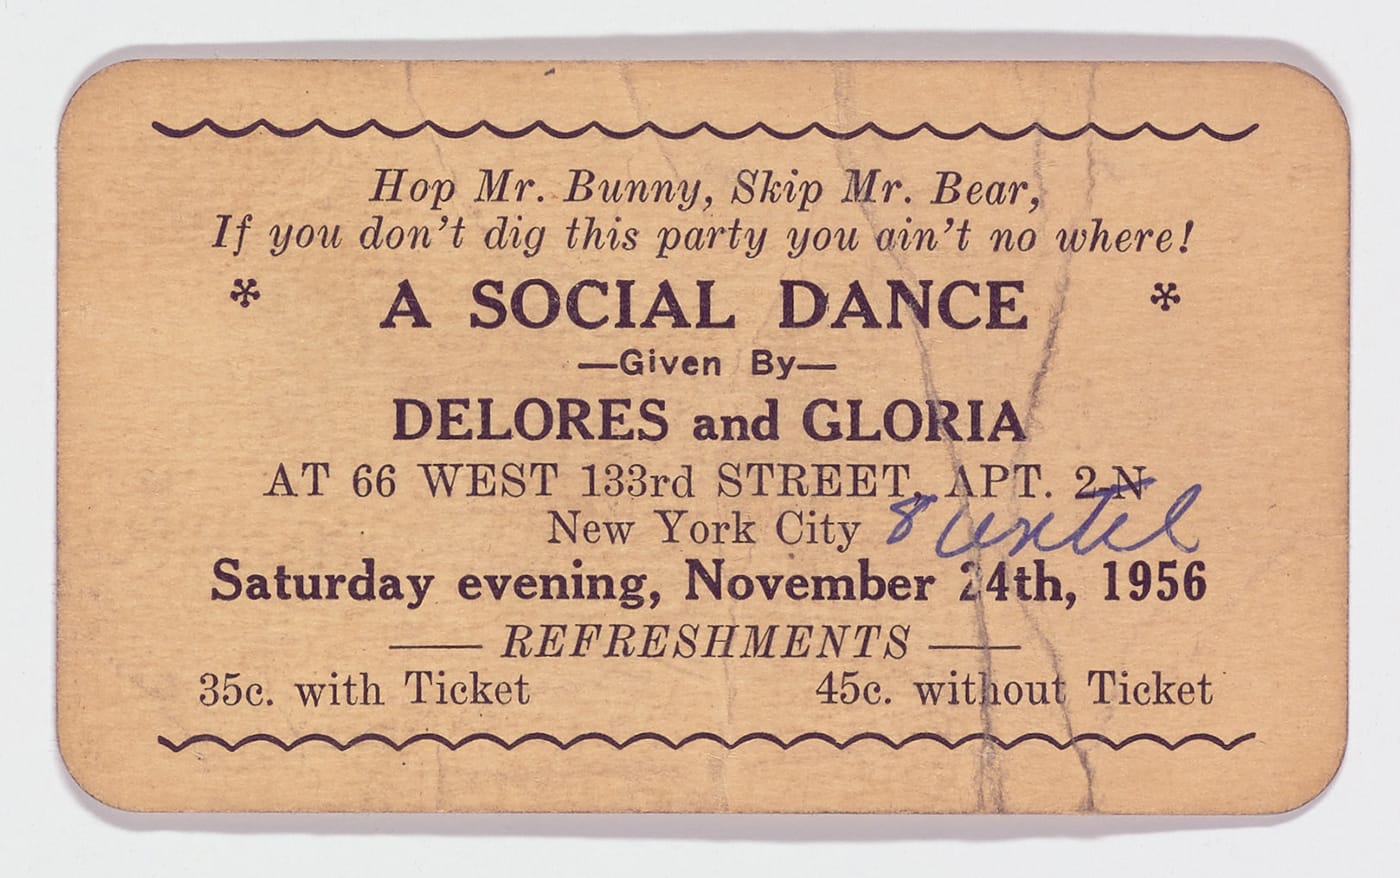 Hop Mr. Bunny, Skip Mr. Bear,
If you don't dig this party you ain't no where!
* A SOCIAL DANCE *
—Given By—
DELORES and GLORIA
AT 66 WEST 133rd STREET, APT. 2-N
New York City 8 until
Saturday evening, November 24th, 1956
REFRESHMENTS
35c. with Ticket 45c. without Ticket